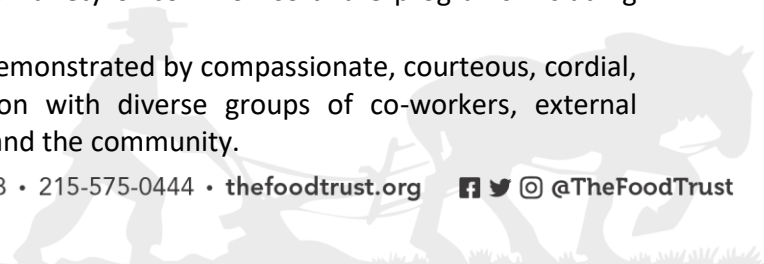 emonstrated by compassionate, courteous, cordial,
on with diverse groups of co-workers, external
and the community.
3 • 215-575-0444 • thefoodtrust.org @TheFoodTrust